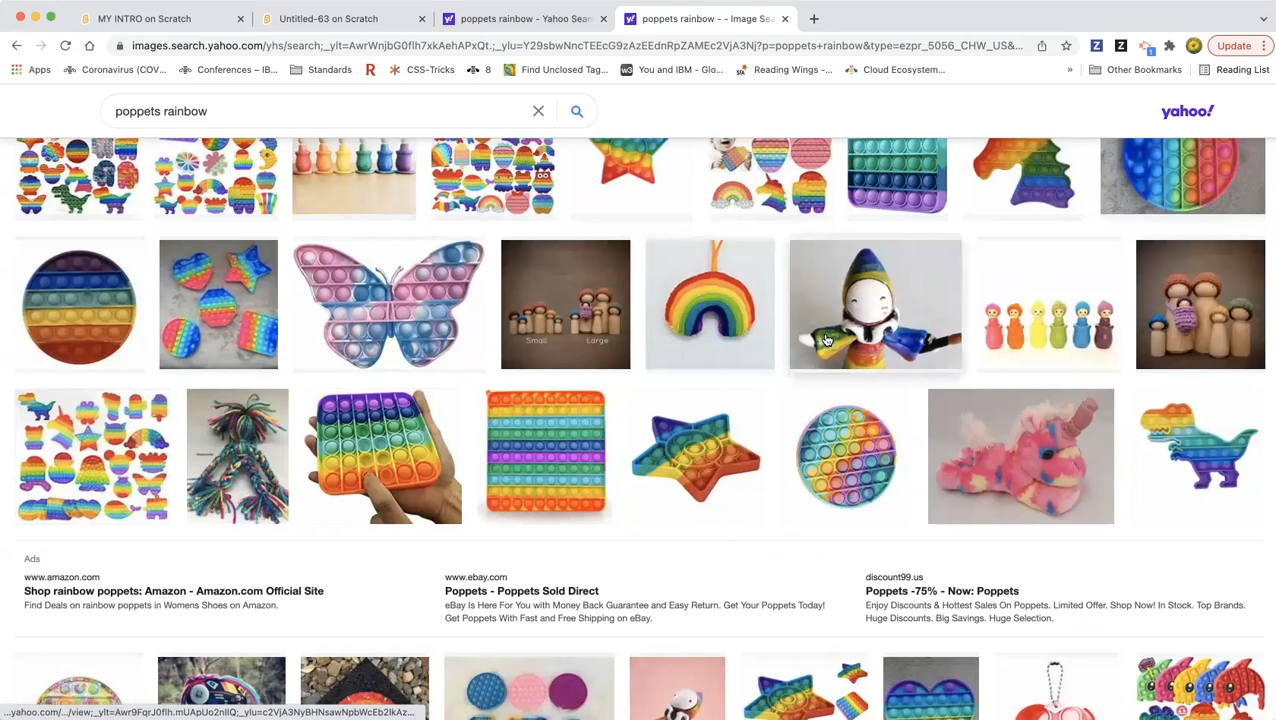 MY INTRO on Scratch
Untitled-63 on Scratch
poppets rainbow - Yahoo Sear
poppets rainbow - - Image Sea
images.search.yahoo.com/yhs/search;_ylt=AwrWnjbG0flh7xkAehAPxQt.;_ylu=Y29sbwNncTEEcG9zAzEEdnRpZAMEc2VjA3Nj?p=poppets+rainbow&type=ezpr_5056_CHW_US&...
Update
Apps
Coronavirus (COV...
Conferences – IB...
Standards
CSS-Tricks
8
Find Unclosed Tag...
You and IBM - Glo...
Reading Wings -...
Cloud Ecosystem...
»
Other Bookmarks
Reading List
poppets rainbow
yahoo!
Small
Large
Ads
www.amazon.com
Shop rainbow poppets: Amazon - Amazon.com Official Site
Find Deals on rainbow poppets in Womens Shoes on Amazon.
www.ebay.com
Poppets - Poppets Sold Direct
eBay Is Here For You with Money Back Guarantee and Easy Return. Get Your Poppets Today!
Get Poppets With Fast and Free Shipping on eBay.
discount99.us
Poppets -75% - Now: Poppets
Enjoy Discounts & Hottest Sales On Poppets. Limited Offer. Shop Now! In Stock. Top Brands.
Huge Discounts. Big Savings. Huge Selection.